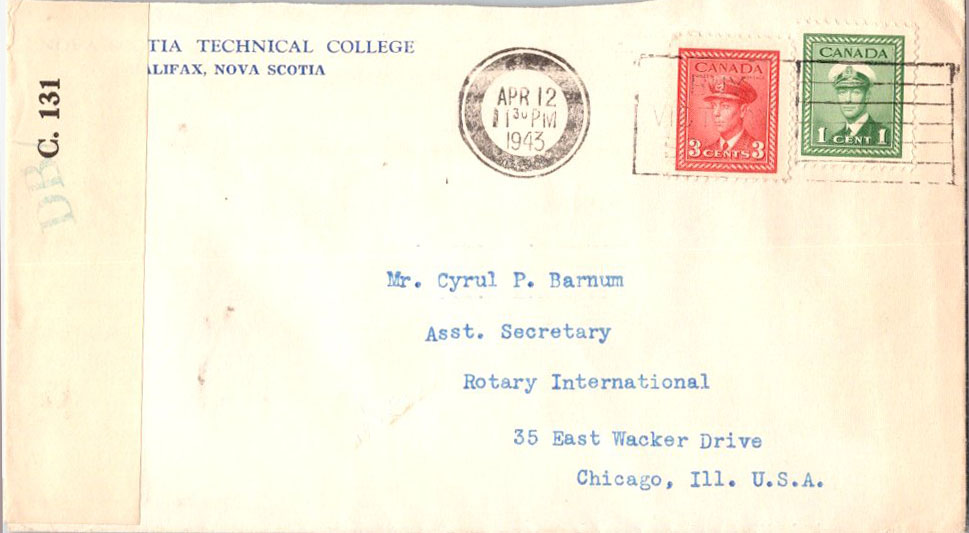 TIA TECHNICAL COLLEGE
ALIFAX, NOVA SCOTIA
C. 131
DB/
APR 12
1130 PM
1943
CANADA
3 CENTS 3
CANADA
1 CENT 1
Mr. Cyrul P. Barnum
Asst. Secretary
Rotary International
35 East Wacker Drive
Chicago, Ill. U.S.A.